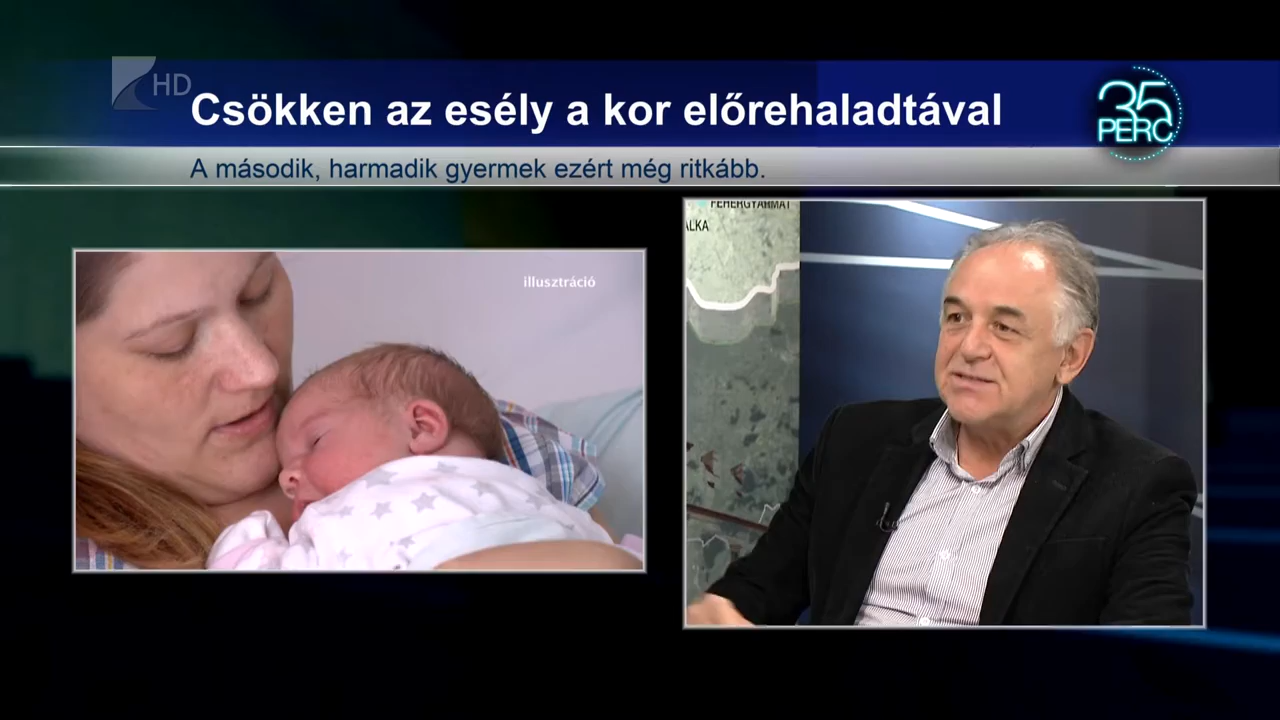 HD
Csökken az esély a kor előrehaladtával
35
PERC
A második, harmadik gyermek ezért még ritkább.
FEHÉRGYARMAT
ALKA
illusztráció